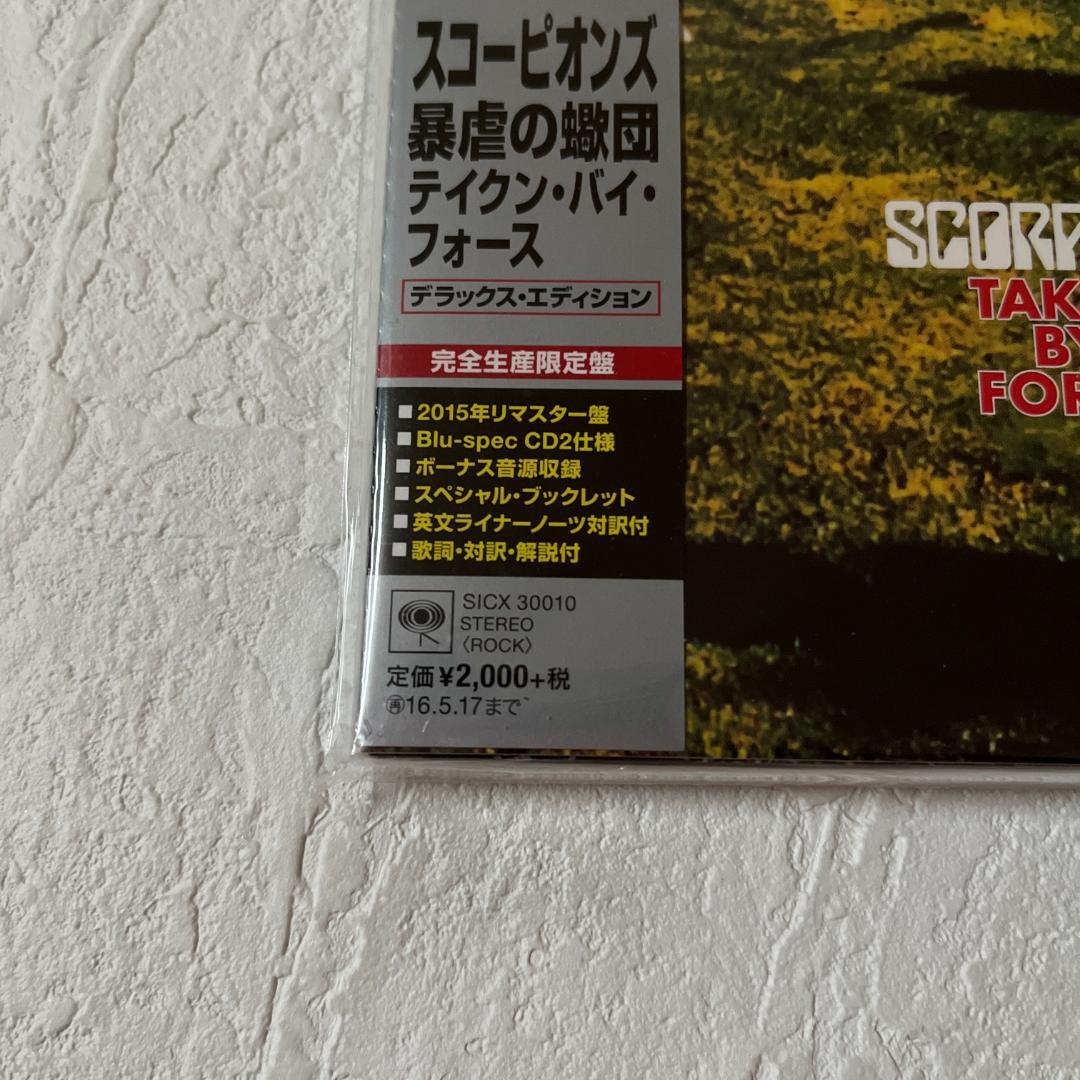 スコーピオンズ
暴虐の蠍団
テイクン・バイ・
フォース
デラックス・エディション
完全生産限定盤
■2015年リマスター盤
■Blu-spec CD2仕様
■ボーナス音源収録
■スペシャル・ブックレット
■英文ライナーノーツ対訳付
■歌詞・対訳・解説付
SICX 30010
STEREO
〈ROCK〉
定価¥2,000+税
㊢16.5.17まで
SCORP
TAK
BY
FOR